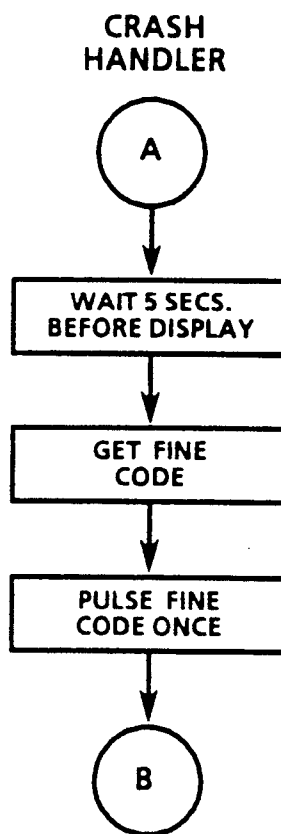 CRASH
HANDLER
A
WAIT 5 SECS.
BEFORE DISPLAY
GET FINE
CODE
PULSE FINE
CODE ONCE
B